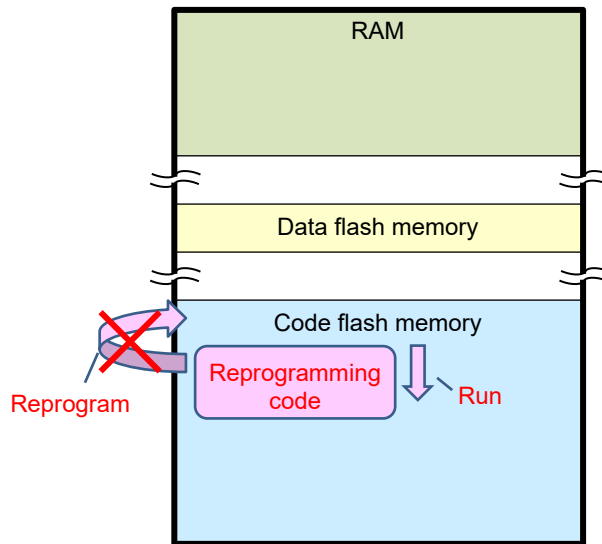 RAM
Data flash memory
Code flash memory
Reprogramming
code
Run
Reprogram